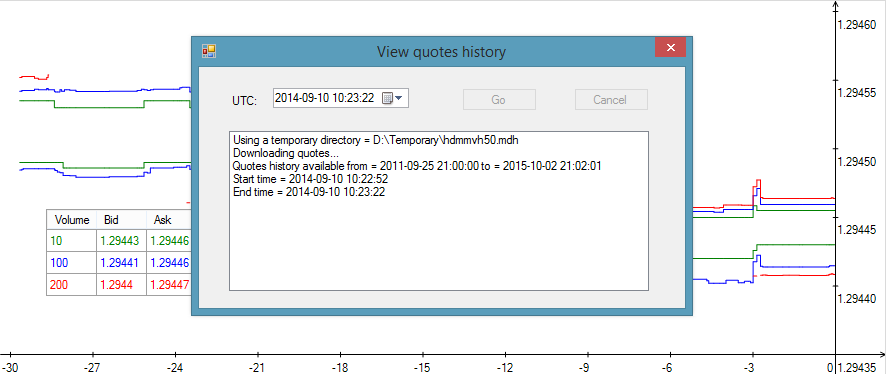 1.29460
View quotes history
UTC: 2014-09-10 10:23:22 Go Cancel
1.29455
Using a temporary directory = D:\Temporary\hdmmvh50.mdh
Downloading quotes...
1.29450
Quotes history available from = 2011-09-25 21:00:00 to = 2015-10-02 21:02:01
Start time = 2014-09-10 10:22:52
End time = 2014-09-10 10:23:22
Volume Bid Ask
1.29445
10 1.29443 1.29446
100 1.29441 1.29446
200 1.2944 1.29447
1.29440
-30 -27 -24 -21 -18 -15 -12 -9 -6 -3 0 1.29435